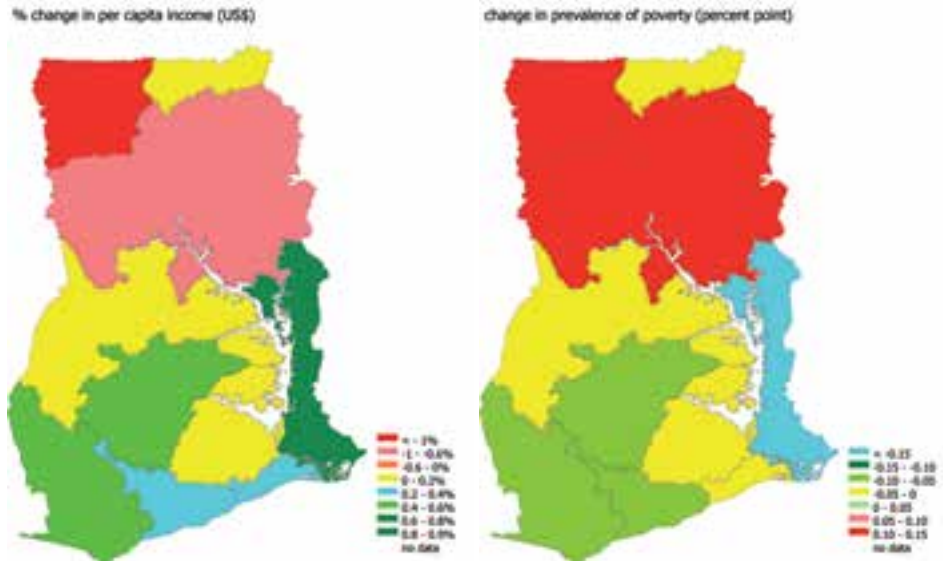 % change in per capita income (US$)
< - 1%
-1 - -0.6%
-0.6 - 0%
0 - 0.2%
0.2 - 0.4%
0.4 - 0.6%
0.6 - 0.8%
0.8 - 0.9%
no data
change in prevalence of poverty (percent point)
< -0.15
-0.15 - -0.10
-0.10 - -0.05
-0.05 - 0
0 - 0.05
0.05 - 0.10
0.10 - 0.15
no data